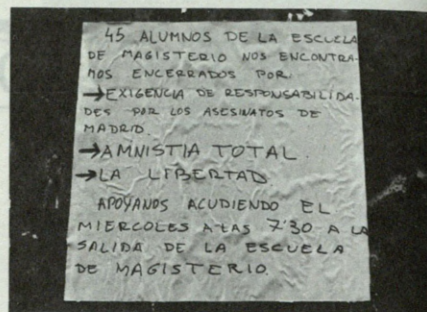 45 ALUMNOS DE LA ESCUELA
DE MAGISTERIO NOS ENCONTRA-
MOS ENCERRADOS POR:
→EXIGENCIA DE RESPONSABILIDA-
DES POR LOS ASESINATOS DE
MADRID.
→AMNISTIA TOTAL.
→LA LIBERTAD
APOYANOS ACUDIENDO EL
MIERCOLES A LAS 7'30 A LA
SALIDA DE LA ESCUELA
DE MAGISTERIO.